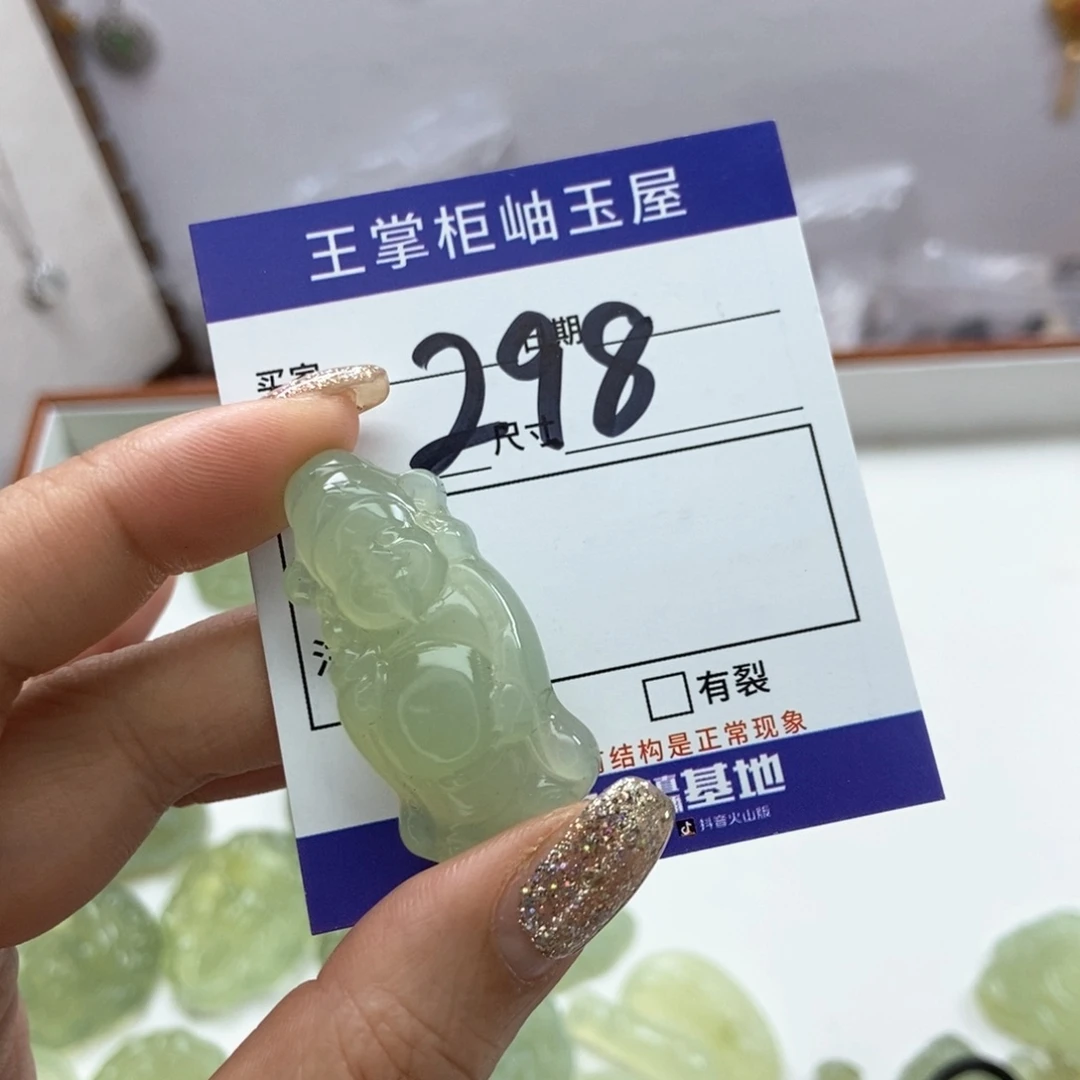 王掌柜岫玉屋
298
日期
买家
尺寸
有裂
结构是正常现象
基地
抖音火山版